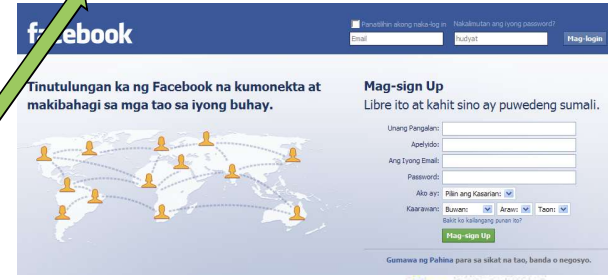 facebook
Panatilihin akong naka-log in Nakalimutan ang iyong password?
Email hudyat Mag-login
Tinutulungan ka ng Facebook na kumonekta at
makibahagi sa mga tao sa iyong buhay.
Mag-sign Up
Libre ito at kahit sino ay puwedeng sumali.
Unang Pangalan:
Apelyido:
Ang Iyong Email:
Password:
Ako ay: Piliin ang Kasarian:
Kaarawan: Buwan: Araw: Taon:
Bakit ko kailangang punan ito?
Mag-sign Up
Gumawa ng Pahina para sa sikat na tao, banda o negosyo.